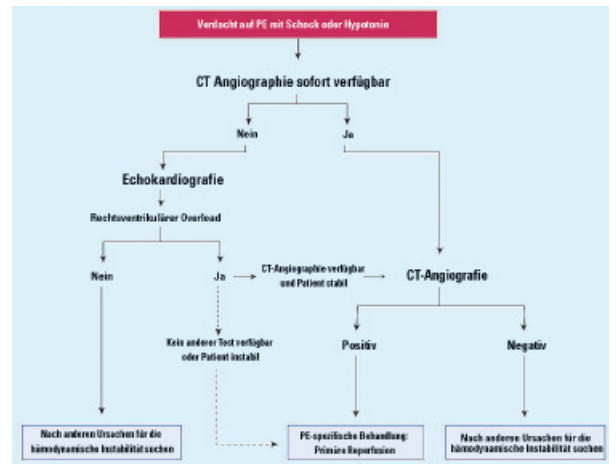 Verdacht auf PE mit Schock oder Hypotonie
CT Angiographie sofort verfügbar
Nein
Ja
Echokardiografie
Rechtsventrikulärer Overload
Nein
Ja
CT-Angiographie verfügbar
und Patient stabil
CT-Angiografie
Kein anderer Test verfügbar
oder Patient instabil
Positiv
Negativ
Nach anderen Ursachen für die
hämodynamische Instabilität suchen
PE-spezifische Behandlung:
Primäre Reperfusion
Nach anderen Ursachen für die
hämodynamische Instabilität suchen